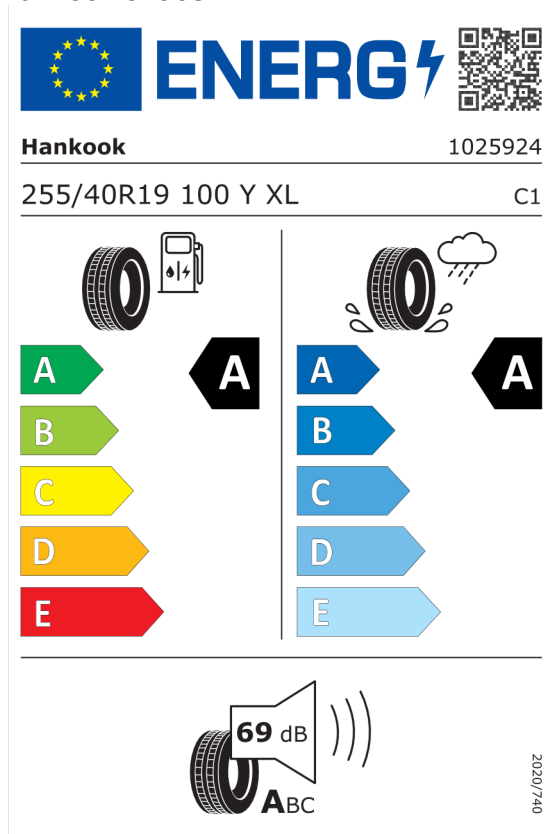 ENERG
Hankook 1025924
255/40R19 100 Y XL C1
A A A A
B B
C C
D D
E E
69 dB
ABC
2020/740